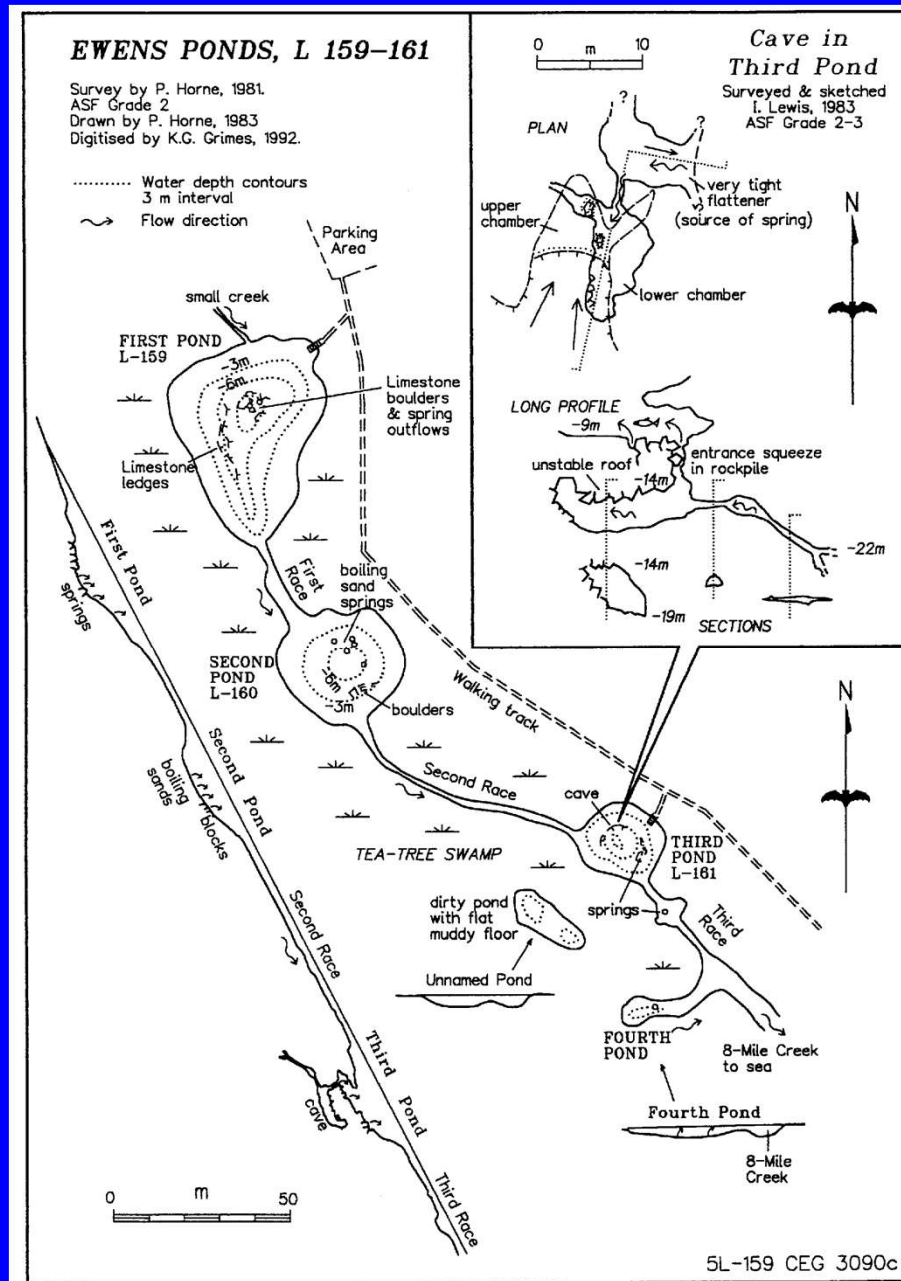 EWENS PONDS, L 159-161
Survey by P. Horne, 1981.
ASF Grade 2
Drawn by P. Horne, 1983
Digitised by K.G. Grimes, 1992.
Water depth contours
3 m interval
Flow direction
Parking
Area
small creek
FIRST POND
L-159
-3m
-6m
Limestone
boulders
& spring
outflows
Limestone
ledges
First
Race
boiling
sand
springs
SECOND
POND
L-160
-6m
-3m
boulders
Walking track
Second Race
cave
TEA-TREE SWAMP
THIRD
POND
L-161
springs
Third
Race
dirty pond
with flat
muddy floor
Unnamed Pond
FOURTH
POND
8-Mile Creek
to sea
Fourth Pond
8-Mile
Creek
First Pond
springs
Second Pond
boiling
sands
blocks
Second Race
Third Pond
cave
Third Race
0 m 50
0 m 10
Cave in
Third Pond
Surveyed & sketched
I. Lewis, 1983
ASF Grade 2-3
PLAN
?
?
?
upper
chamber
very tight
flattener
(source of spring)
lower chamber
N
LONG PROFILE
-9m
unstable roof
-14m
entrance squeeze
in rockpile
-22m
-14m
-19m
SECTIONS
N
5L-159 CEG 3090c